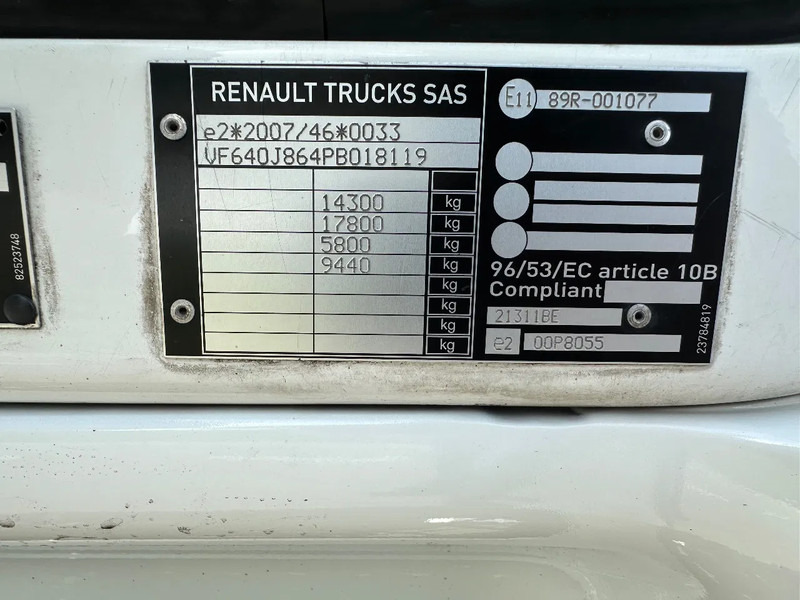 RENAULT TRUCKS SAS
e2*2007/46*0033
VF640J864PB018119
kg
14300 kg
17800 kg
5800 kg
9440 kg
kg
kg
kg
kg
E11 89R-001077
96/53/EC article 10B
Compliant
21311BE
e2 00P8055
23784819
82523748